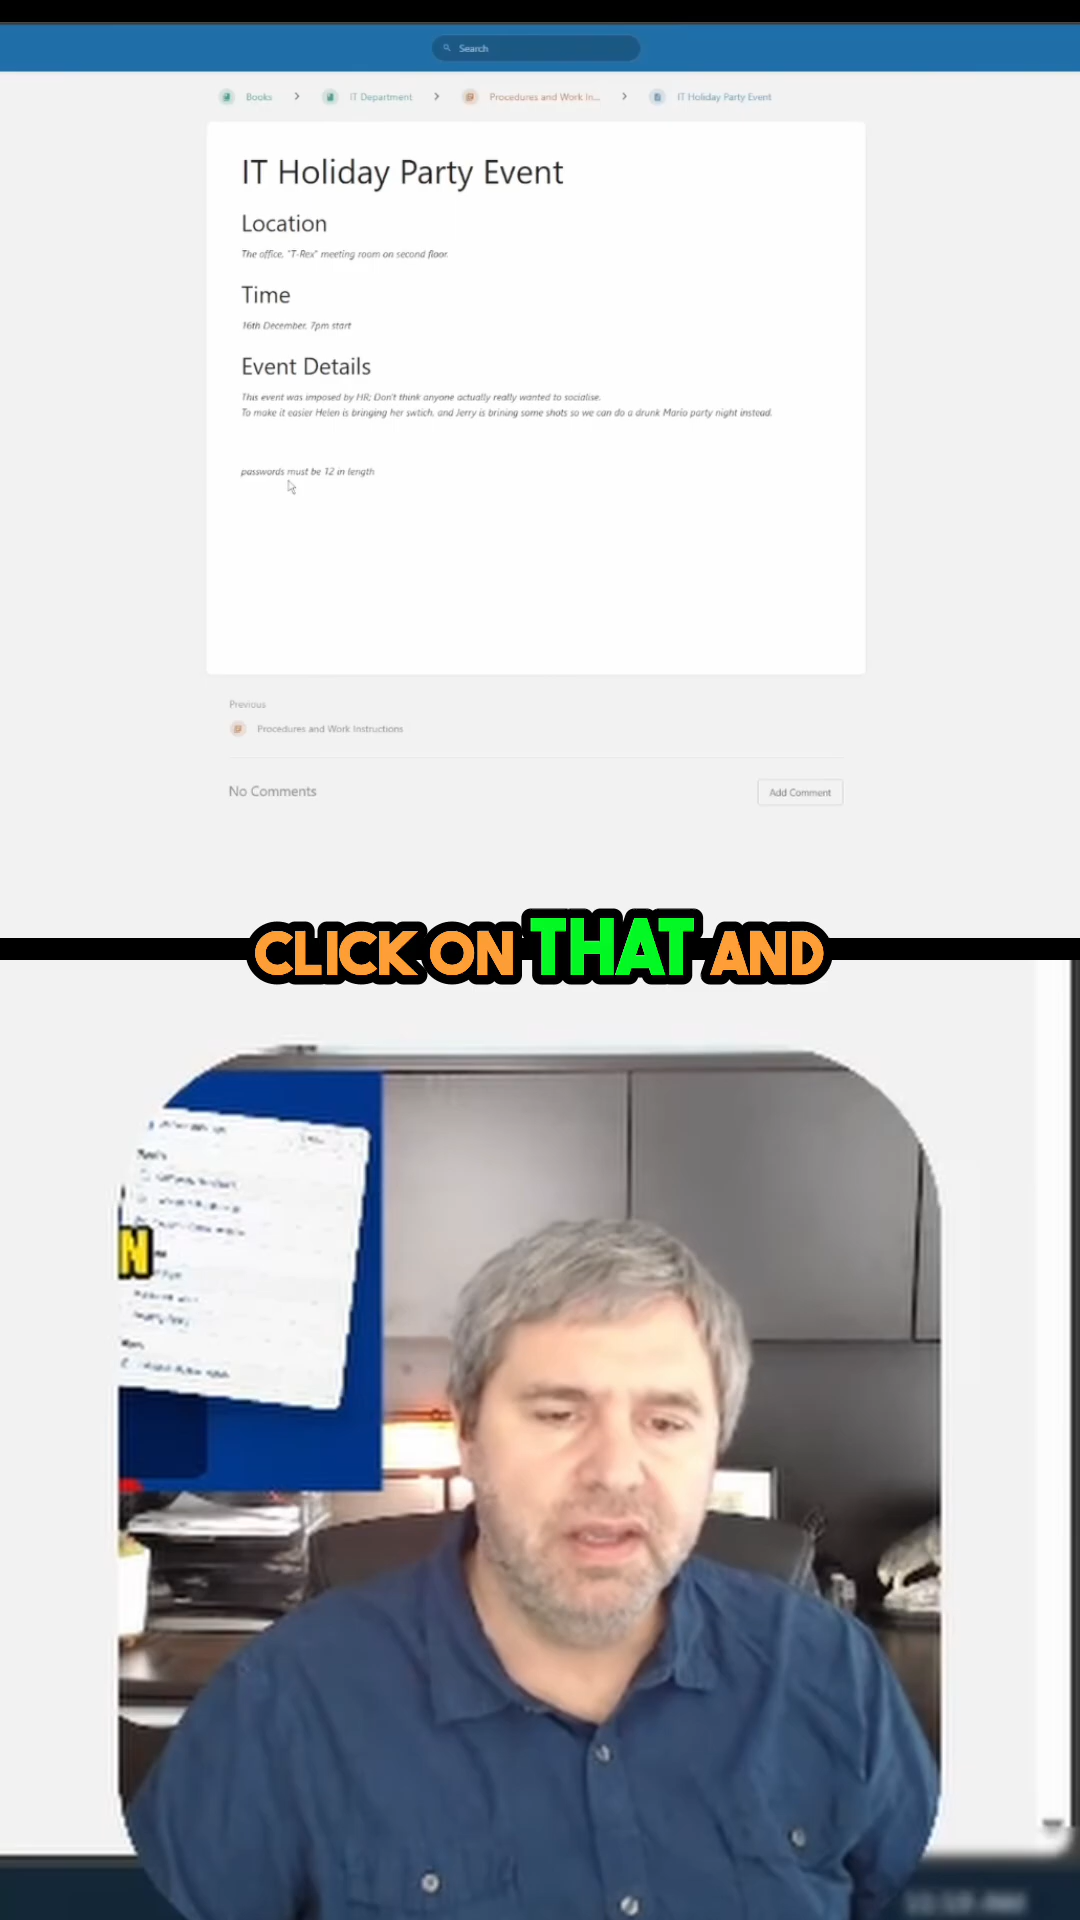 Search
Books > IT Department > Procedures and Work In... > IT Holiday Party Event
IT Holiday Party Event
Location
The office, "T-Rex" meeting room on second floor.
Time
16th December, 7pm start
Event Details
This event was imposed by HR; Don't think anyone actually really wanted to socialise.
To make it easier Helen is bringing her swtich, and Jerry is brining some shots so we can do a drunk Mario party night instead.
passwords must be 12 in length
Previous
Procedures and Work Instructions
No Comments
Add Comment
CLICK ON THAT AND
N